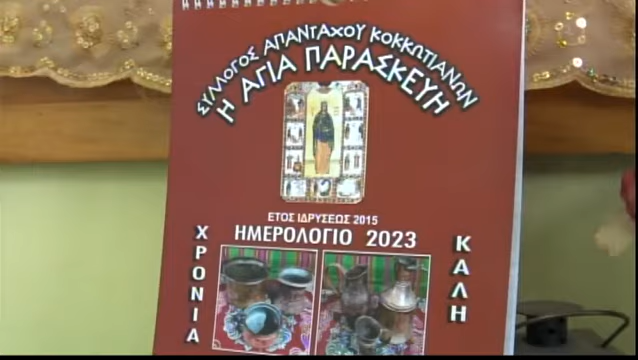 ΣΥΛΛΟΓΟΣ ΑΠΑΝΤΑΧΟΥ ΚΟΚΚΩΤΙΑΝΩΝ
Η ΑΓΙΑ ΠΑΡΑΣΚΕΥΗ
ΕΤΟΣ ΙΔΡΥΣΕΩΣ 2015
ΗΜΕΡΟΛΟΓΙΟ 2023
ΧΡΟΝΙΑ
ΚΑΛΗ